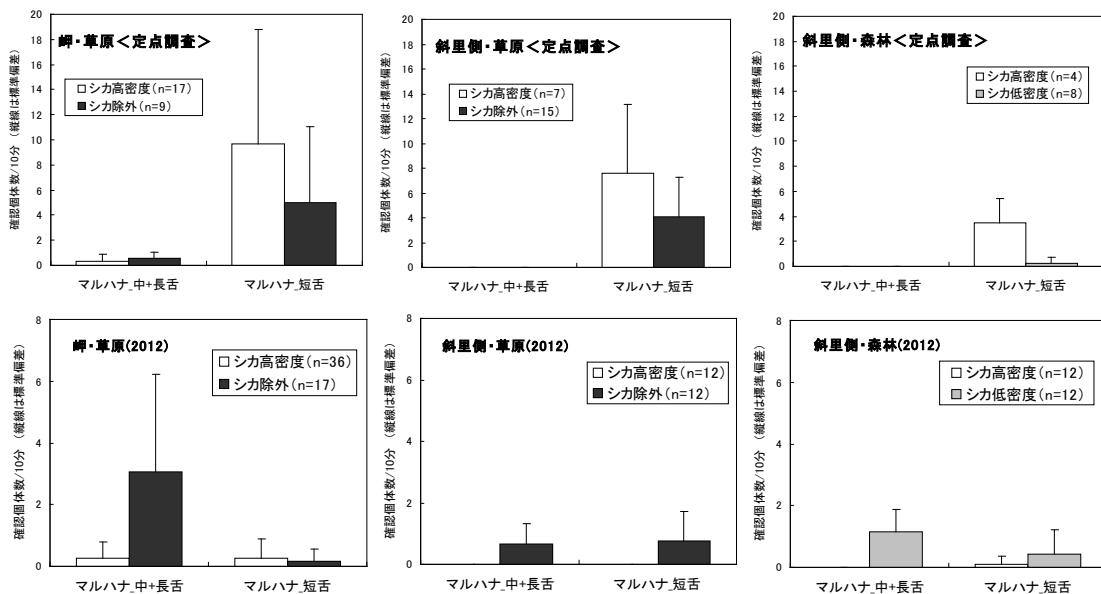 岬・草原＜定点調査＞
シカ高密度(n=17)
シカ除外(n=9)
確認個体数/10分 (縦線は標準偏差)
20
18
16
14
12
10
8
6
4
2
0
マルハナ_中+長舌
マルハナ_短舌
斜里側・草原＜定点調査＞
シカ高密度(n=7)
シカ除外(n=15)
確認個体数/10分 (縦線は標準偏差)
20
18
16
14
12
10
8
6
4
2
0
マルハナ_中+長舌
マルハナ_短舌
斜里側・森林＜定点調査＞
シカ高密度(n=4)
シカ低密度(n=8)
確認個体数/10分 (縦線は標準偏差)
20
18
16
14
12
10
8
6
4
2
0
マルハナ_中+長舌
マルハナ_短舌
岬・草原(2012)
シカ高密度(n=36)
シカ除外(n=17)
確認個体数/10分 (縦線は標準偏差)
8
6
4
2
0
マルハナ_中+長舌
マルハナ_短舌
斜里側・草原(2012)
シカ高密度(n=12)
シカ除外(n=12)
確認個体数/10分 (縦線は標準偏差)
8
6
4
2
0
マルハナ_中+長舌
マルハナ_短舌
斜里側・森林(2012)
シカ高密度(n=12)
シカ低密度(n=12)
確認個体数/10分 (縦線は標準偏差)
8
6
4
2
0
マルハナ_中+長舌
マルハナ_短舌